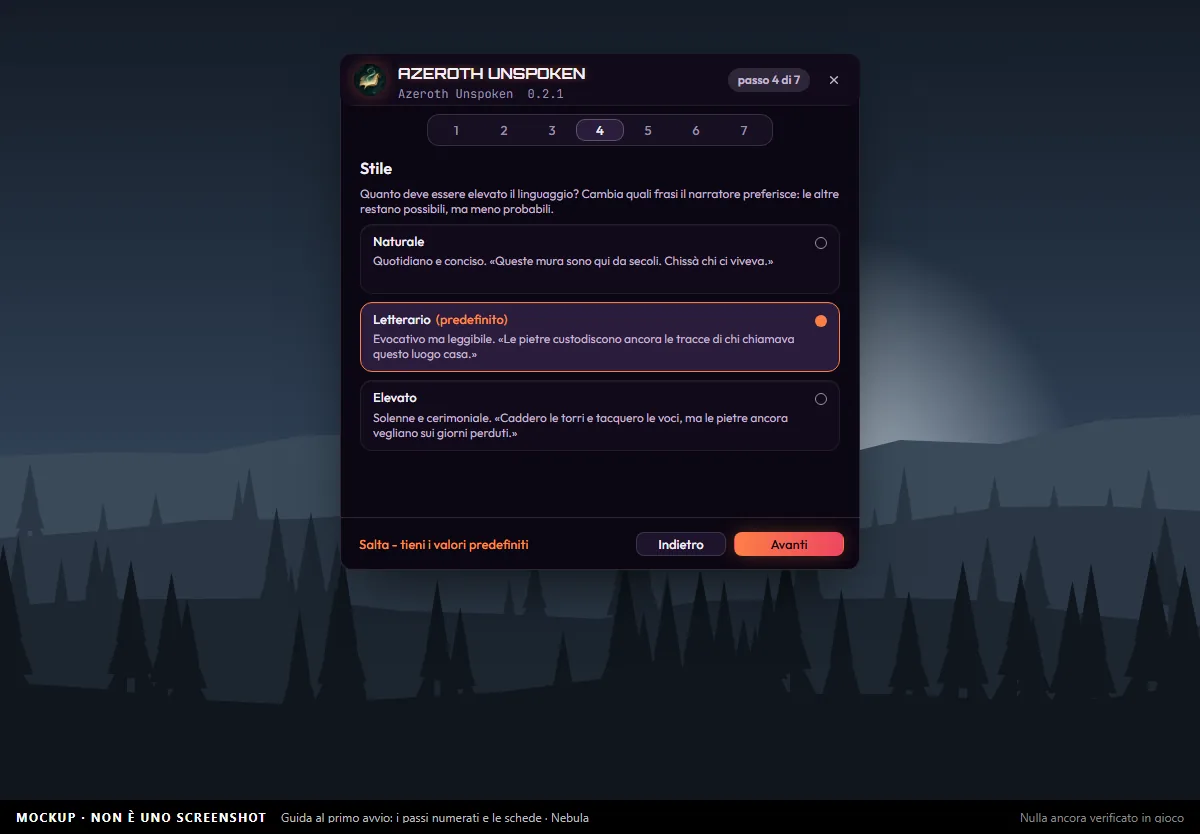 AZEROTH UNSPOKEN
Azeroth Unspoken 0.2.1
passo 4 di 7
1 2 3 4 5 6 7
Stile
Quanto deve essere elevato il linguaggio? Cambia quali frasi il narratore preferisce: le altre
restano possibili, ma meno probabili.
Naturale
Quotidiano e conciso. «Queste mura sono qui da secoli. Chissà chi ci viveva.»
Letterario (predefinito)
Evocativo ma leggibile. «Le pietre custodiscono ancora le tracce di chi chiamava
questo luogo casa.»
Elevato
Solenne e cerimoniale. «Caddero le torri e tacquero le voci, ma le pietre ancora
vegliano sui giorni perduti.»
Salta - tieni i valori predefiniti
Indietro
Avanti
MOCKUP · NON È UNO SCREENSHOT Guida al primo avvio: i passi numerati e le schede · Nebula
Nulla ancora verificato in gioco